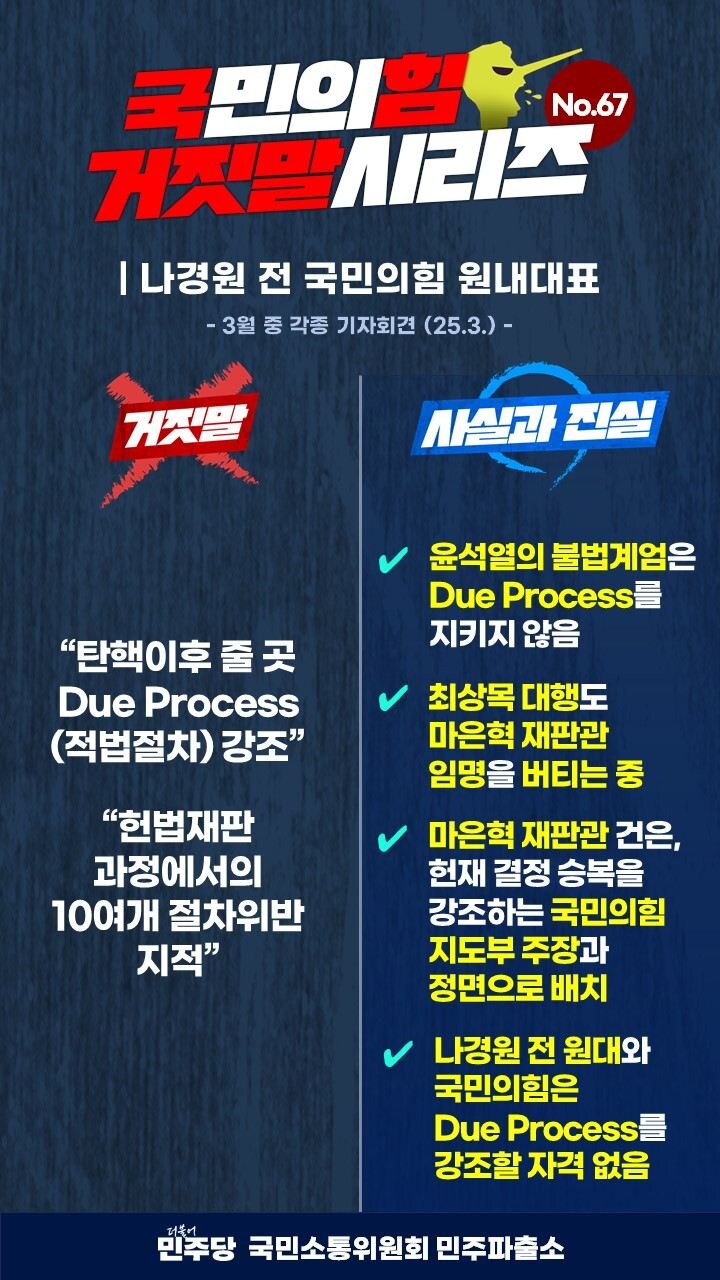 국민의힘
No.67
거짓말시리즈
| 나경원 전 국민의힘 원내대표
- 3월 중 각종 기자회견 (25.3.) -
거짓말
“탄핵이후 줄 곳
Due Process
(적법절차) 강조”
“헌법재판
과정에서의
10여개 절차위반
지적”
사실과 진실
✔ 윤석열의 불법계엄은
Due Process를
지키지 않음
✔ 최상목 대행도
마은혁 재판관
임명을 버티는 중
✔ 마은혁 재판관 건은,
헌재 결정 승복을
강조하는 국민의힘
지도부 주장과
정면으로 배치
✔ 나경원 전 원대와
국민의힘은
Due Process를
강조할 자격 없음
더불어
민주당 국민소통위원회 민주파출소